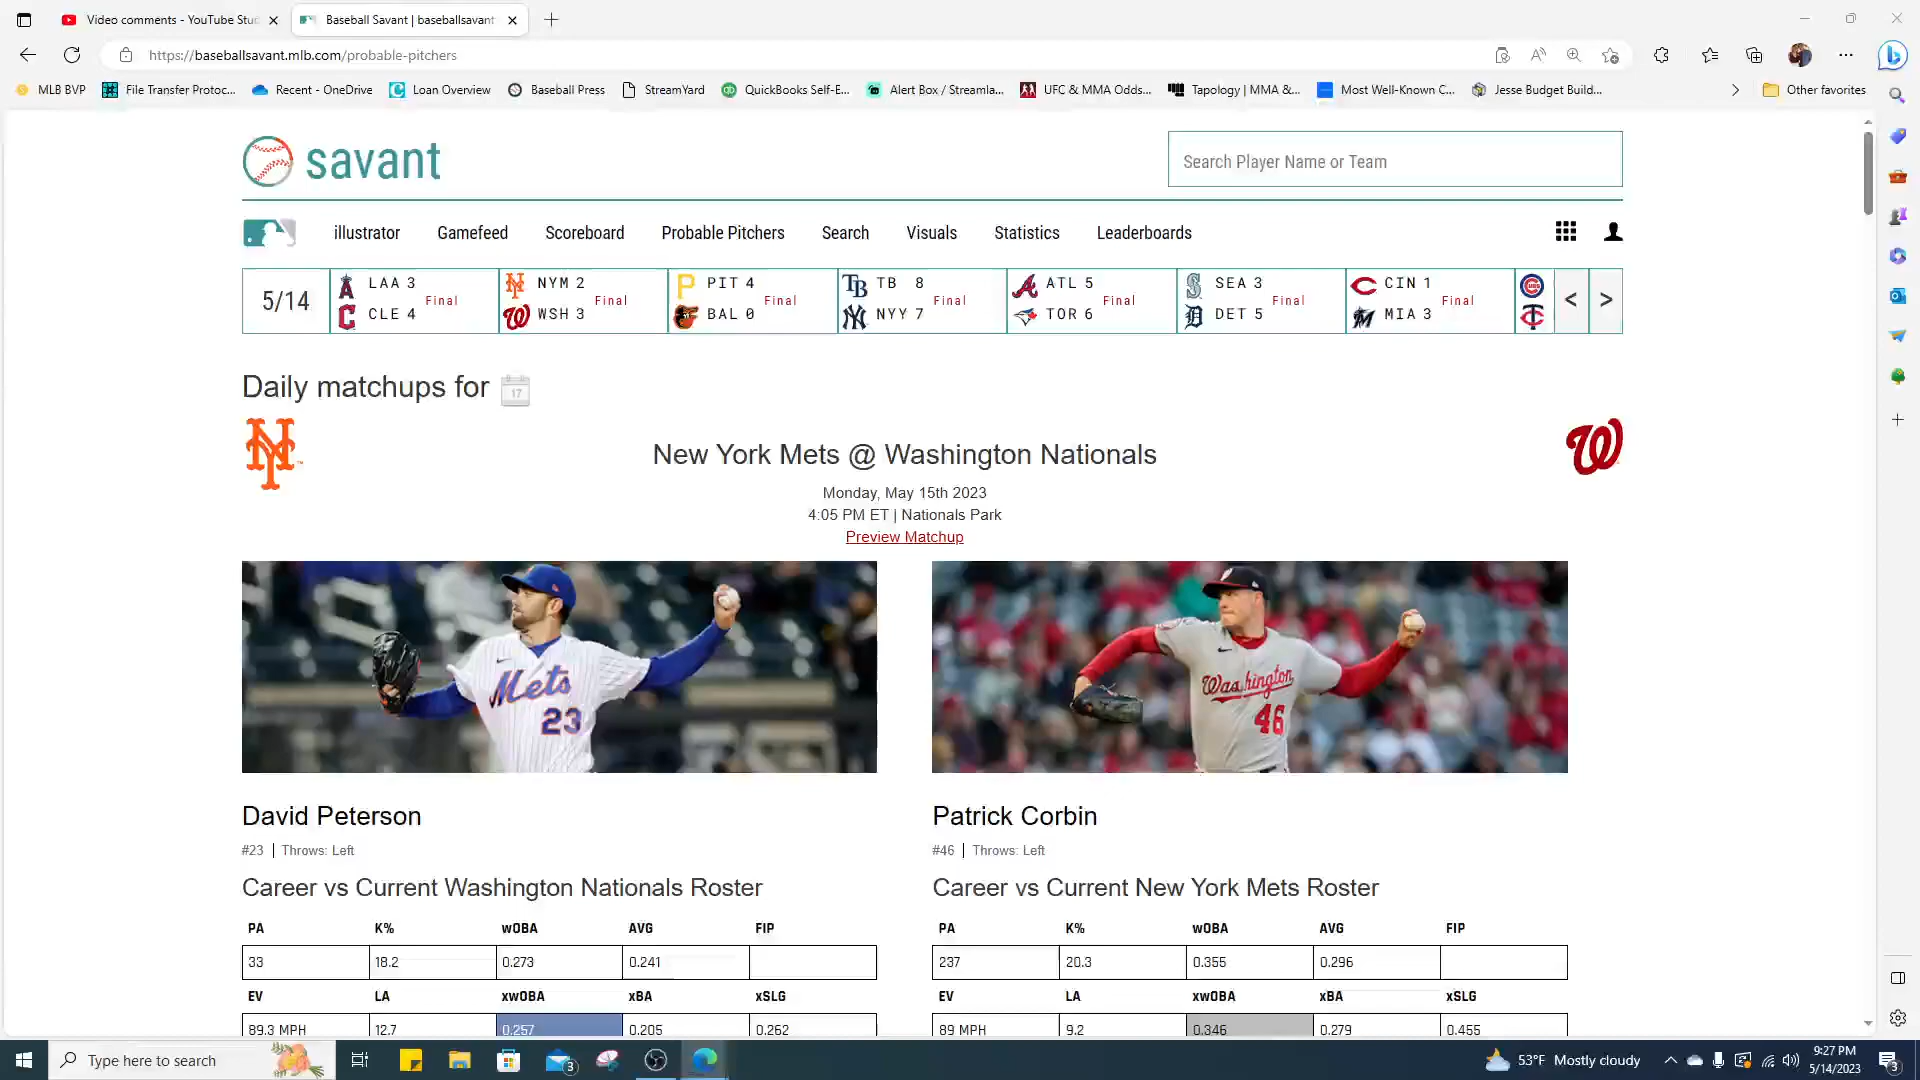 Video comments - YouTube Stu
Baseball Savant | baseballsavant
https://baseballsavant.mlb.com/probable-pitchers
MLB BVP
File Transfer Protoc...
Recent - OneDrive
Loan Overview
Baseball Press
StreamYard
QuickBooks Self-E...
Alert Box / Streamla...
UFC & MMA Odds...
Tapology | MMA &...
Most Well-Known C...
Jesse Budget Build...
Other favorites
savant
Search Player Name or Team
illustrator Gamefeed Scoreboard Probable Pitchers Search Visuals Statistics Leaderboards
5/14
LAA 3
CLE 4
Final
NYM 2
WSH 3
Final
PIT 4
BAL 0
Final
TB 8
NYY 7
Final
ATL 5
TOR 6
Final
SEA 3
DET 5
Final
CIN 1
MIA 3
Final
< >
Daily matchups for
17
New York Mets @ Washington Nationals
Monday, May 15th 2023
4:05 PM ET | Nationals Park
Preview Matchup
Mets
23
Washington
46
David Peterson
#23 | Throws: Left
Career vs Current Washington Nationals Roster
PA K% wOBA AVG FIP
33 18.2 0.273 0.241
EV LA xwOBA xBA xSLG
89.3 MPH 12.7 0.257 0.205 0.262
Patrick Corbin
#46 | Throws: Left
Career vs Current New York Mets Roster
PA K% wOBA AVG FIP
237 20.3 0.355 0.296
EV LA xwOBA xBA xSLG
89 MPH 9.2 0.346 0.279 0.455
Type here to search
3
53°F Mostly cloudy
9:27 PM
5/14/2023
3